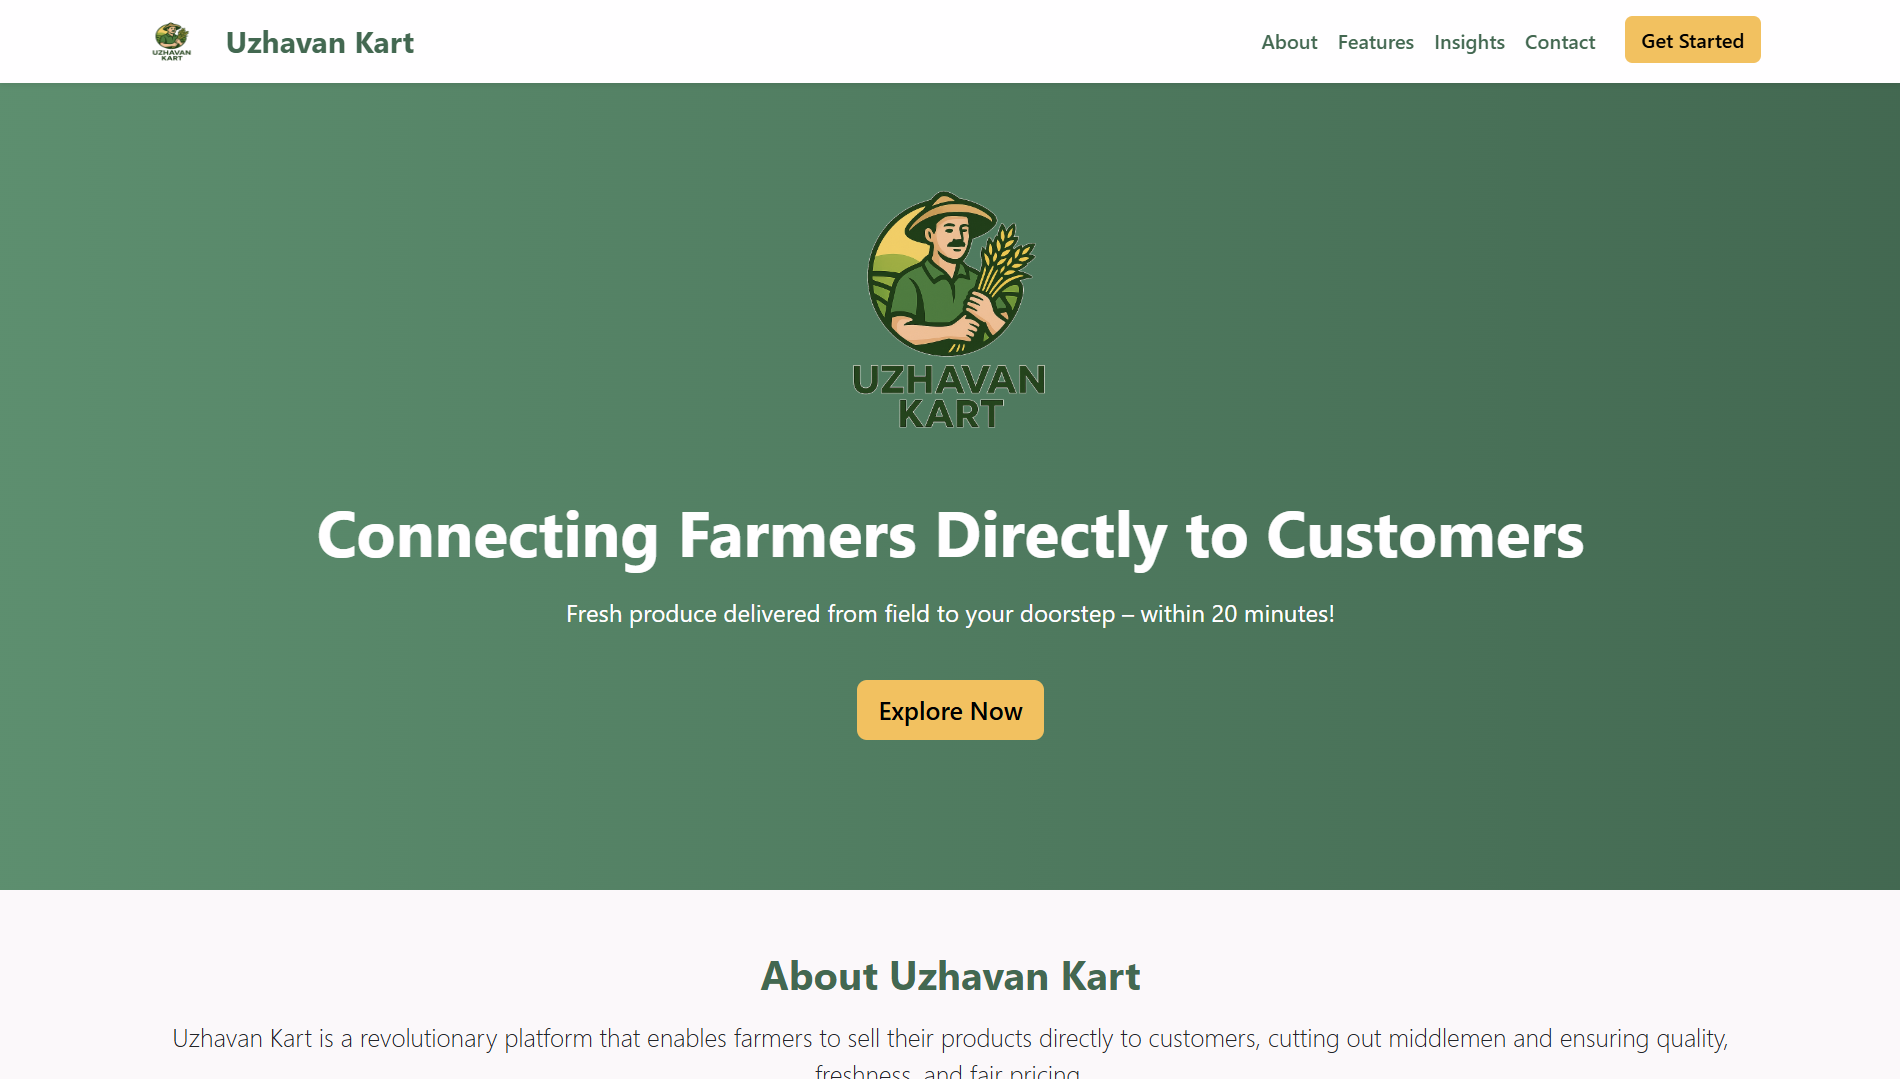 UZHAVAN
KART
Uzhavan Kart
About Features Insights Contact Get Started
UZHAVAN
KART
Connecting Farmers Directly to Customers
Fresh produce delivered from field to your doorstep – within 20 minutes!
Explore Now
About Uzhavan Kart
Uzhavan Kart is a revolutionary platform that enables farmers to sell their products directly to customers, cutting out middlemen and ensuring quality,
freshness, and fair pricing.